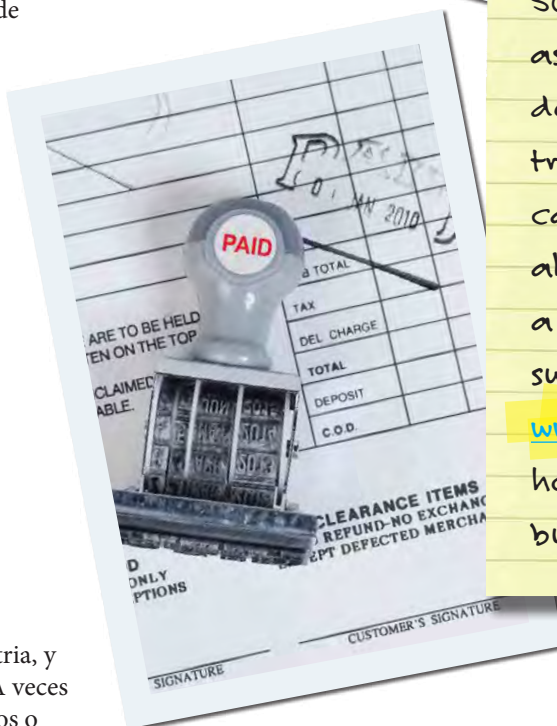 de
PAID
2010
B TOTAL
TAX
DEL CHARGE
TOTAL
DEPOSIT
C.O.D.
ARE TO BE HELD
TEN ON THE TOP
CLAIMED
ABLE.
CLEARANCE ITEMS
REFUND-NO EXCHANG
EPT DEFECTED MERCHA
D
ONLY
PTIONS
SIGNATURE
CUSTOMER'S SIGNATURE
as
do
tr
al
a
su
w
ho
bu
tria, y
A veces
os o